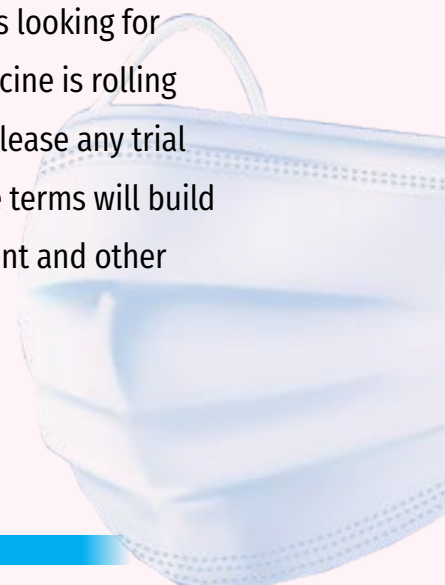 s looking for
cine is rolling
lease any trial
e terms will build
nt and other